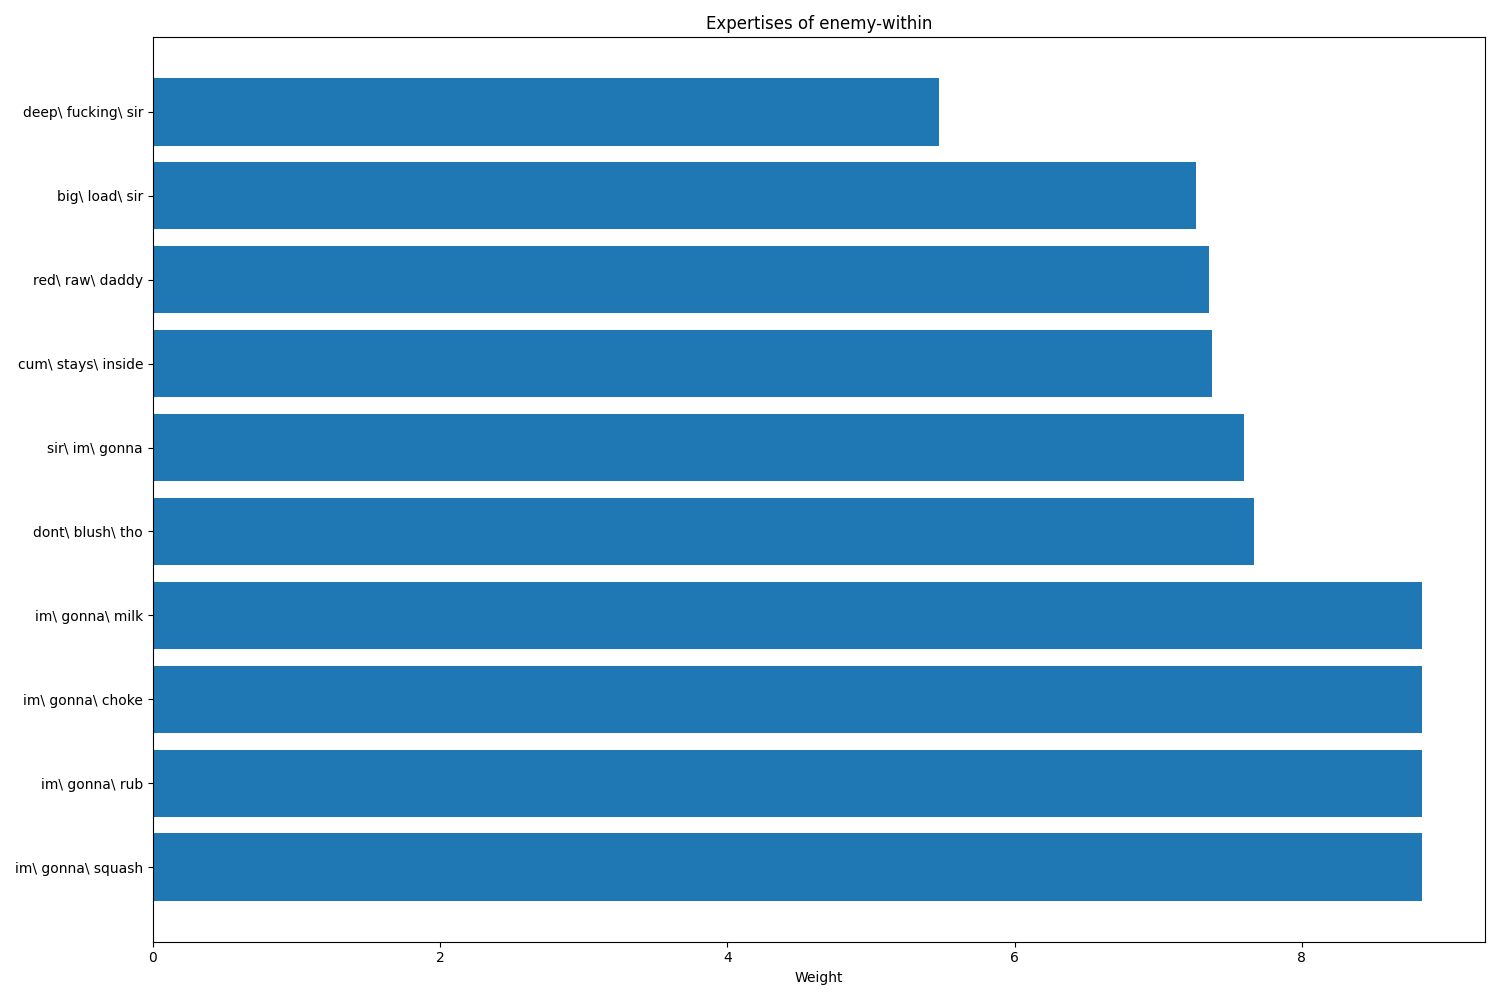 Expertises of enemy-within
deep\ fucking\ sir
big\ load\ sir
red\ raw\ daddy
cum\ stays\ inside
sir\ im\ gonna
dont\ blush\ tho
im\ gonna\ milk
im\ gonna\ choke
im\ gonna\ rub
im\ gonna\ squash
0 2 4 6 8
Weight